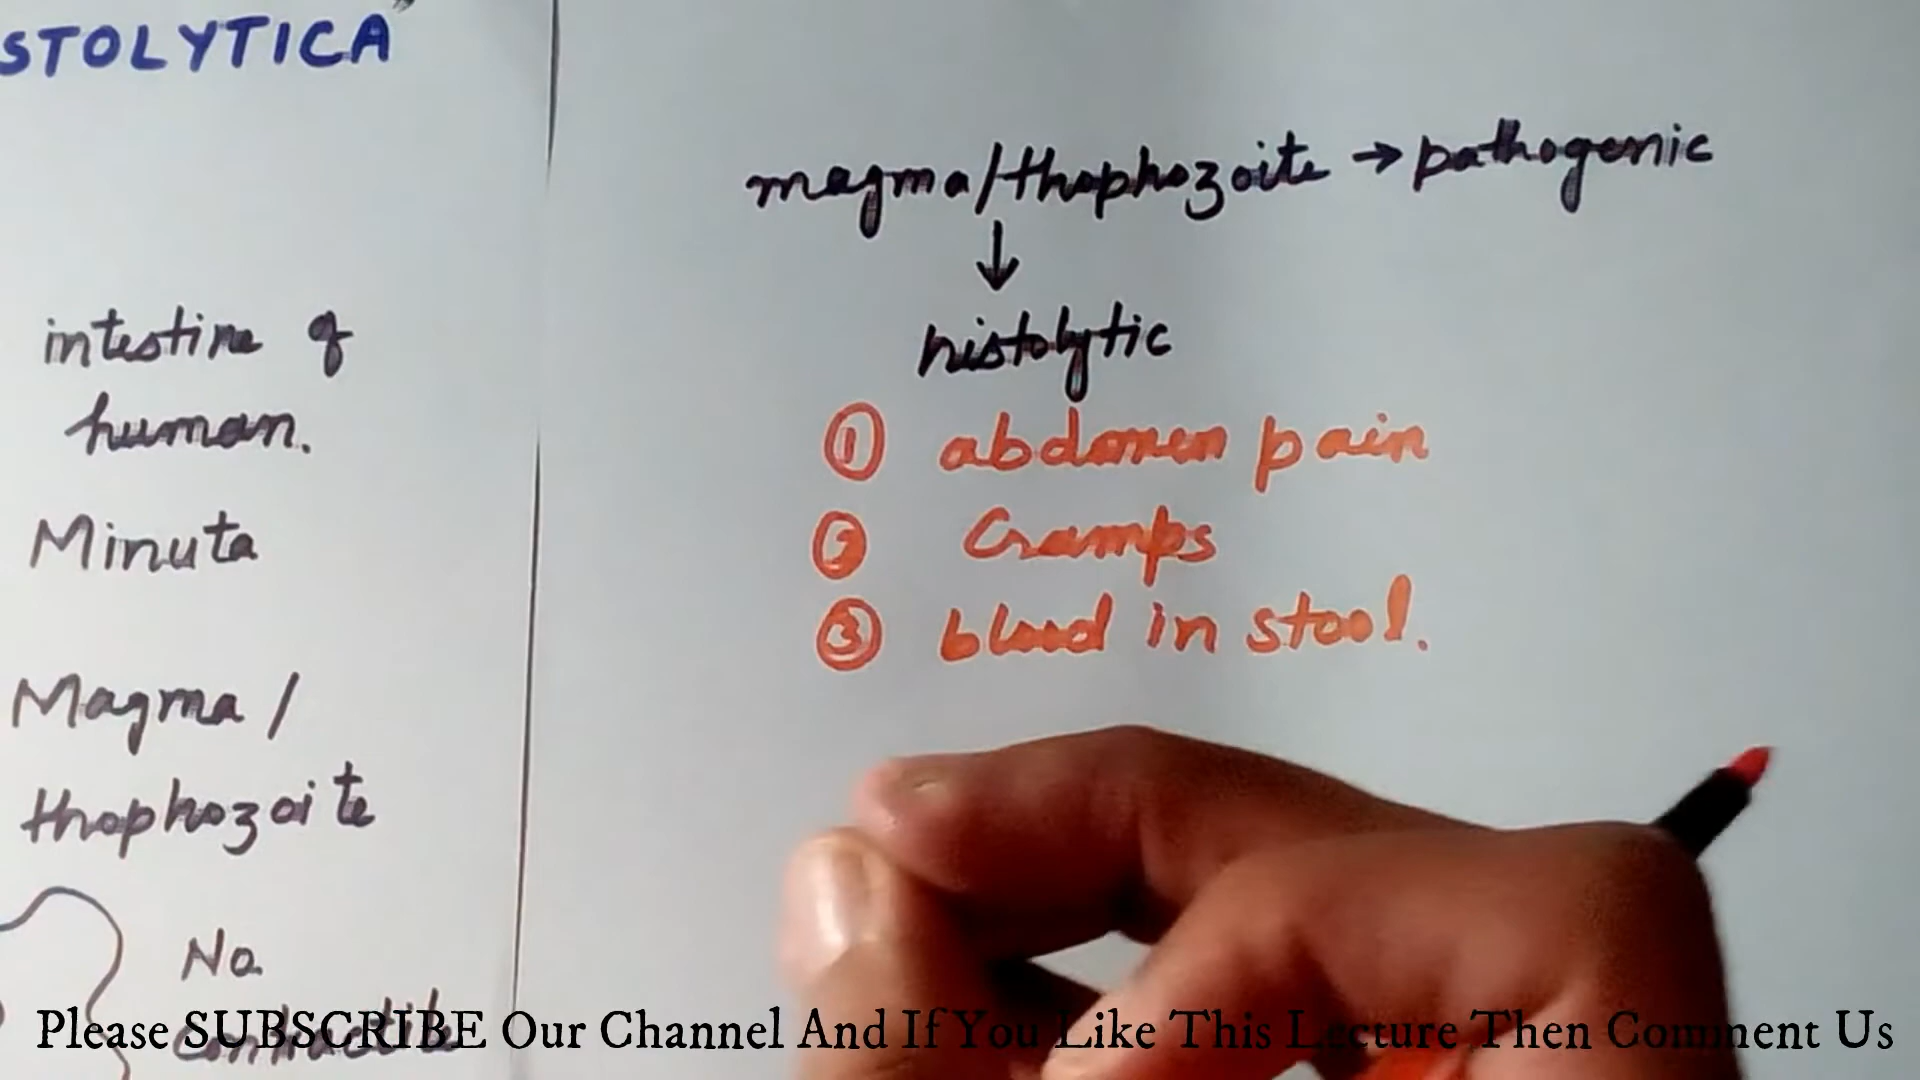 STOLYTICA
intestine of
human.
Minuta
Magma /
thophozoite
No
contractile
magma/thophozoite → pathogenic
↓
histolytic
① abdomen pain
② Cramps
③ blood in stool.
Please SUBSCRIBE Our Channel And If You Like This Lecture Then Comment Us